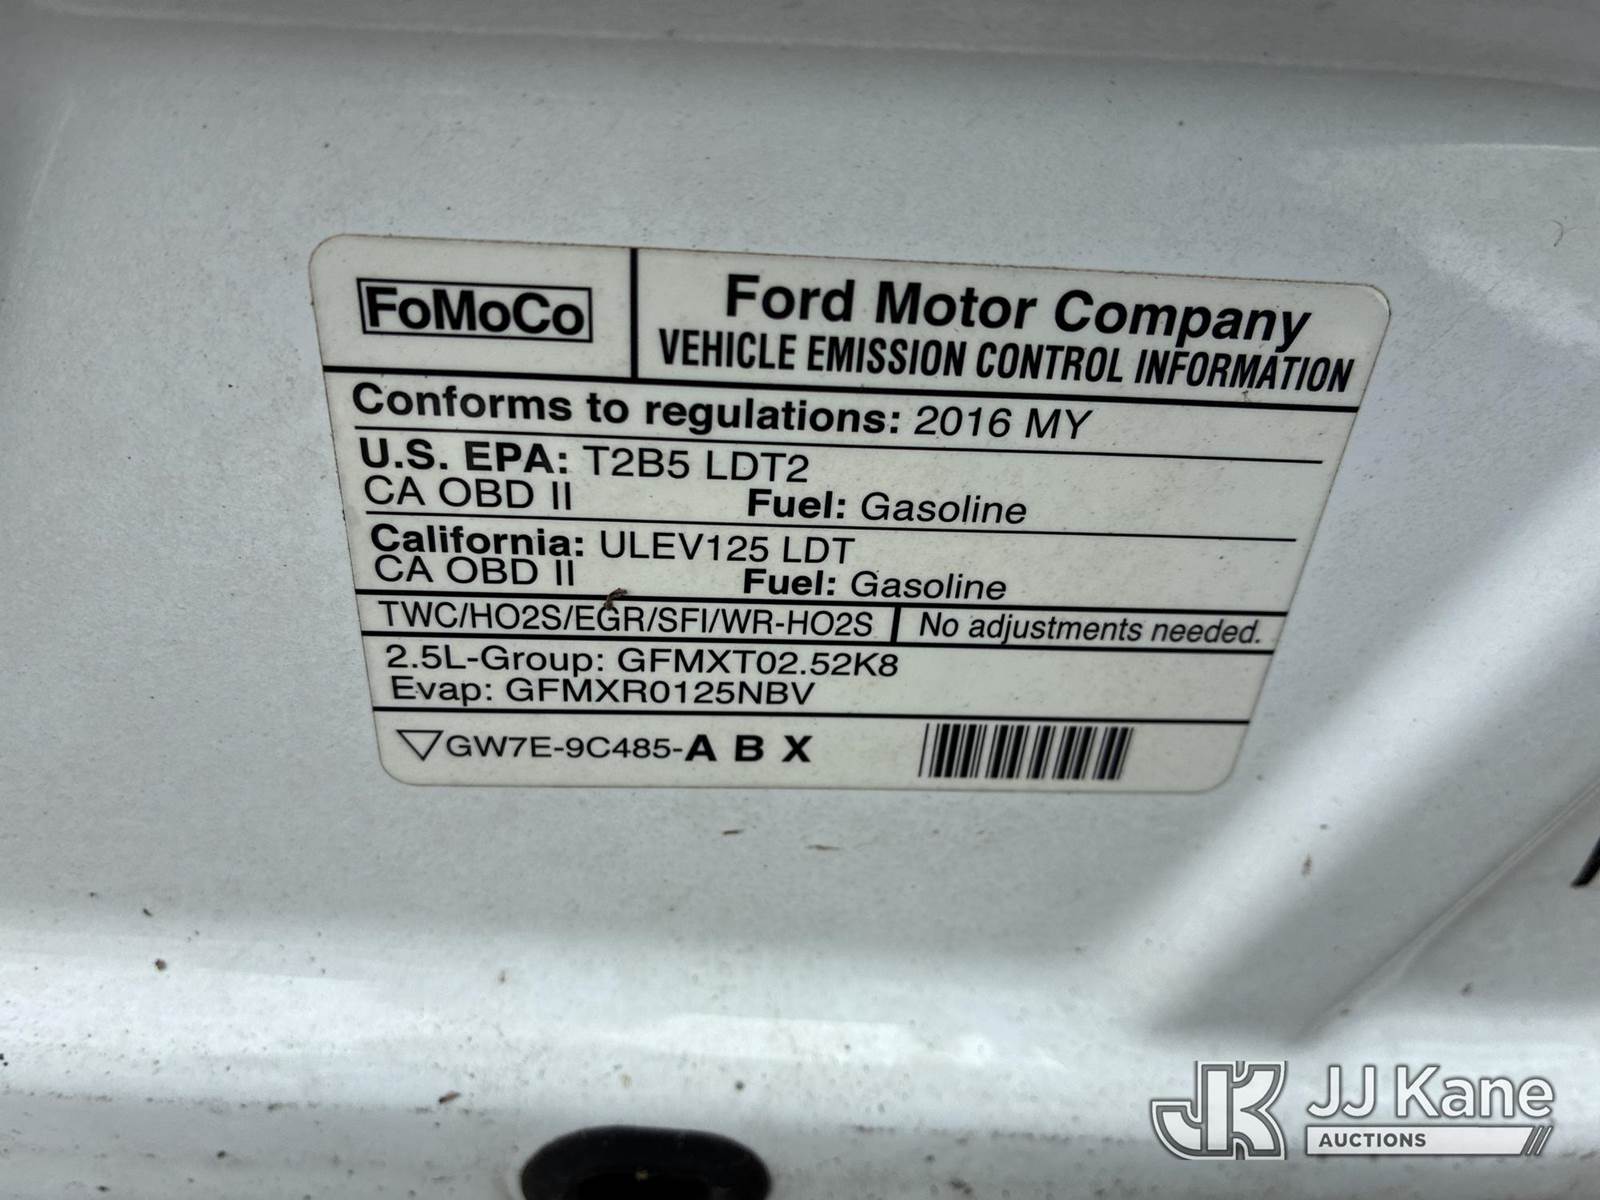 FoMoCo
Ford Motor Company
VEHICLE EMISSION CONTROL INFORMATION
Conforms to regulations: 2016 MY
U.S. EPA: T2B5 LDT2
CA OBD II Fuel: Gasoline
California: ULEV125 LDT
CA OBD II Fuel: Gasoline
TWC/HO2S/EGR/SFI/WR-HO2S No adjustments needed.
2.5L-Group: GFMXT02.52K8
Evap: GFMXR0125NBV
GW7E-9C485-A B X
JK JJ Kane
AUCTIONS